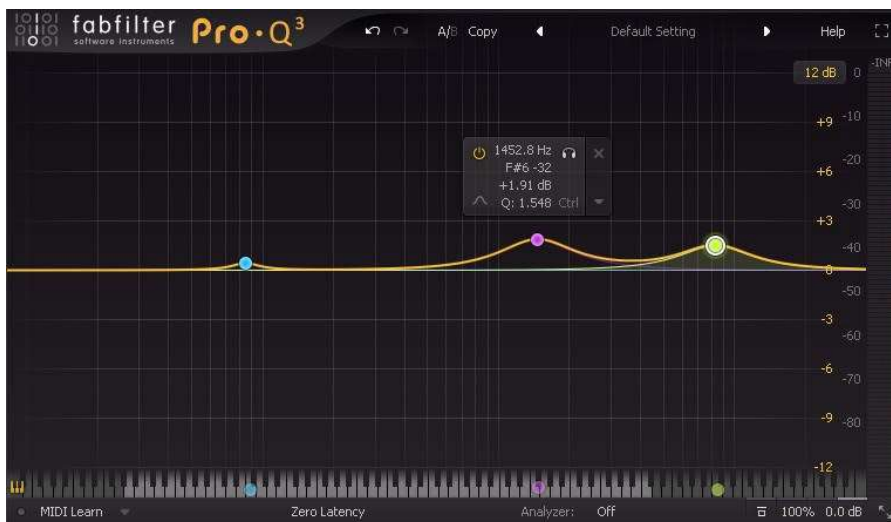 fabfilter
software instruments
Pro·Q³
A/B Copy
Default Setting
Help
12 dB 0 -INF
+9 -10
+6 -20
+3 -30
-40
0
-50
-3
-60
-6
-70
-9 -80
-12
1452.8 Hz
F#6 -32
+1.91 dB
Q: 1.548 Ctrl
MIDI Learn
Zero Latency
Analyzer: Off
100% 0.0 dB